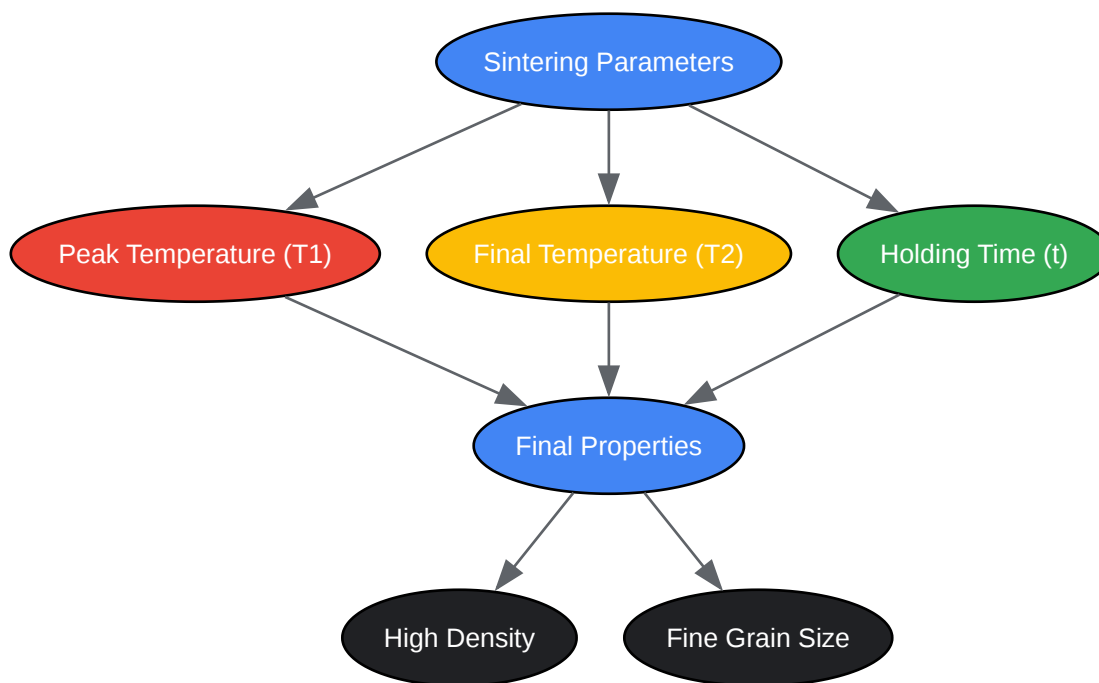 Sintering Parameters
Peak Temperature (T1)
Final Temperature (T2)
Holding Time (t)
Final Properties
High Density
Fine Grain Size